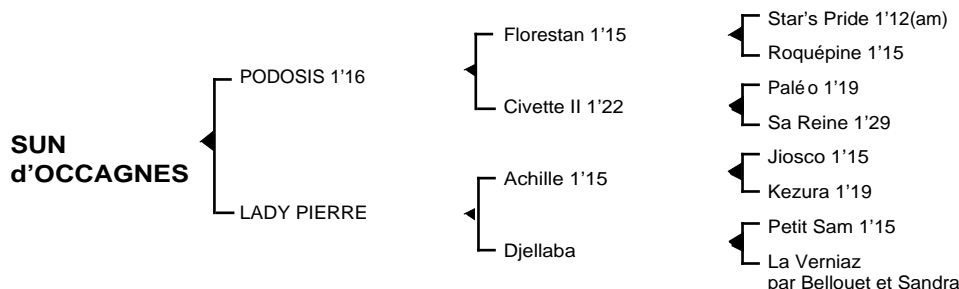 Star's Pride 1'12(am)
Florestan 1'15
Roquépine 1'15
PODOSIS 1'16
Paléo 1'19
Civette II 1'22
Sa Reine 1'29
SUN
d'OCCAGNES
Jiosco 1'15
Achille 1'15
Kezura 1'19
LADY PIERRE
Petit Sam 1'15
Djellaba
La Verniaz
par Bellouet et Sandra